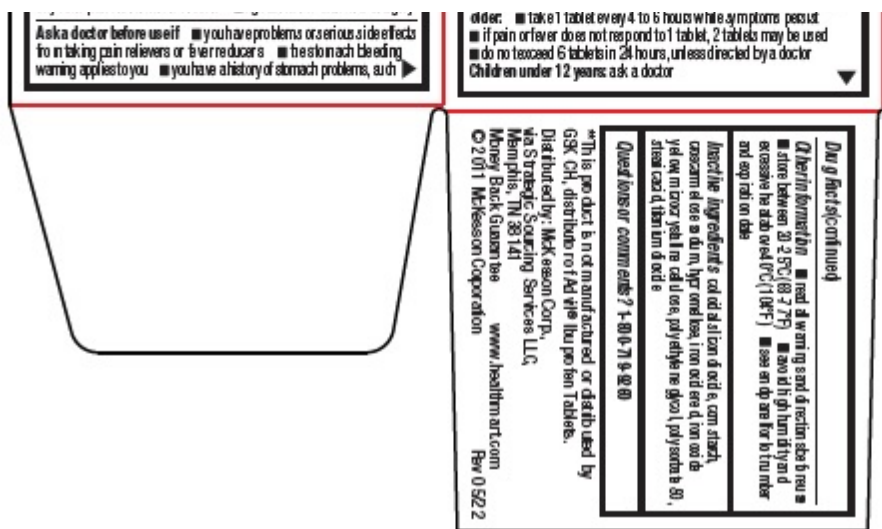 Ask a doctor before use if ■ you have problems or serious side effects
from taking pain relievers or fever reducers ■ the stomach bleeding
warning applies to you ■ you have a history of stomach problems, such ▶
older: ■ take 1 tablet every 4 to 6 hours while symptoms persist
■ if pain or fever does not respond to 1 tablet, 2 tablets may be used
■ do not exceed 6 tablets in 24 hours, unless directed by a doctor
Children under 12 years: ask a doctor
▼
Drug Facts (continued)
Other information ■ read all warnings and directions before use
■ store between 20-25°C (68-77°F) ■ avoid high humidity and
excessive heat above 40°C (104°F) ■ see end panel for lot number
and expiration date
Inactive ingredients colloidal silicon dioxide, corn starch,
croscarmellose sodium, hypromellose, iron oxide red, iron oxide
yellow, microcrystalline cellulose, polyethylene glycol, polysorbate 80,
stearic acid, titanium dioxide
Questions or comments? 1-800-719-9260
**This product is not manufactured or distributed by
GSK CH, distributor of Advil® Ibuprofen Tablets.
Distributed by: McKesson Corp.,
via Strategic Sourcing Services LLC,
Memphis, TN 38141
Money Back Guarantee www.healthmart.com
© 2011 McKesson Corporation Rev 05/22